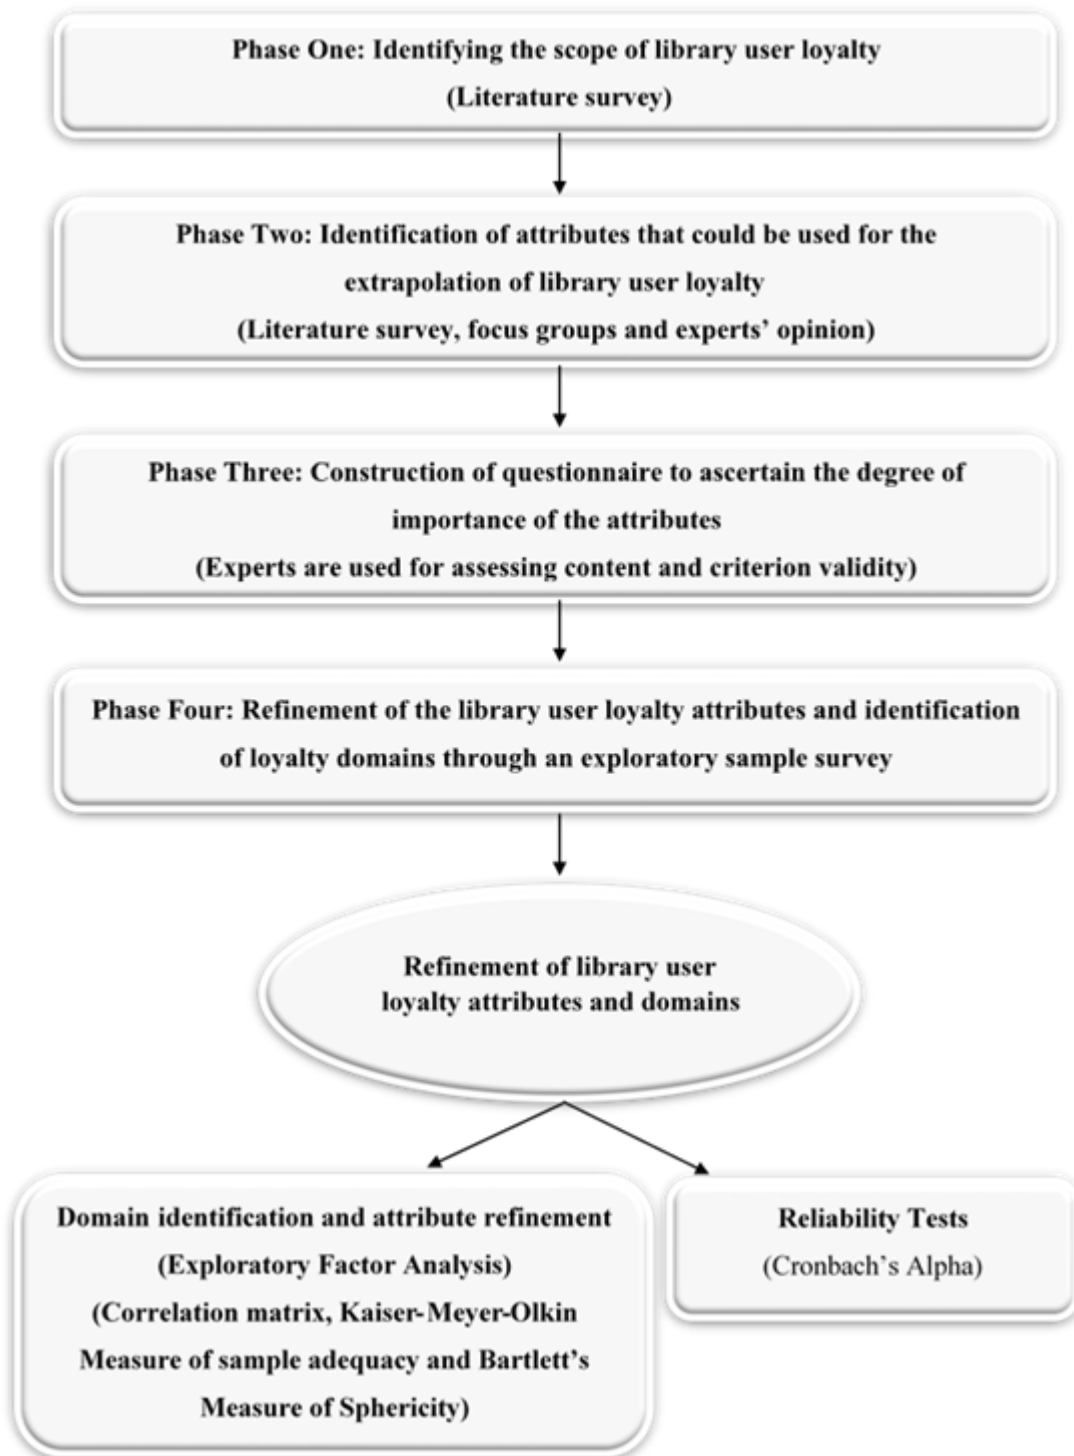 Phase One: Identifying the scope of library user loyalty
(Literature survey)
Phase Two: Identification of attributes that could be used for the
extrapolation of library user loyalty
(Literature survey, focus groups and experts’ opinion)
Phase Three: Construction of questionnaire to ascertain the degree of
importance of the attributes
(Experts are used for assessing content and criterion validity)
Phase Four: Refinement of the library user loyalty attributes and identification
of loyalty domains through an exploratory sample survey
Refinement of library user
loyalty attributes and domains
Domain identification and attribute refinement
(Exploratory Factor Analysis)
(Correlation matrix, Kaiser-Meyer-Olkin
Measure of sample adequacy and Bartlett’s
Measure of Sphericity)
Reliability Tests
(Cronbach’s Alpha)